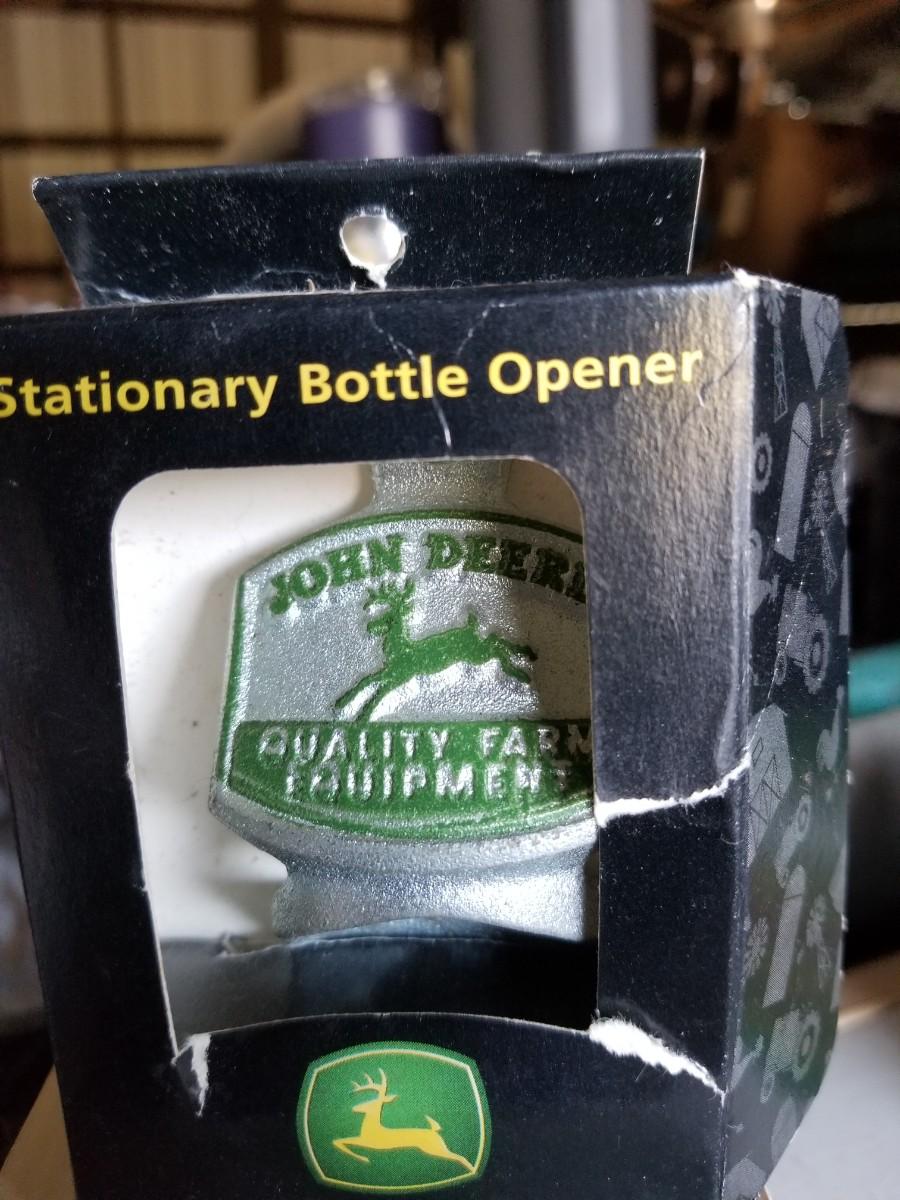 Stationary Bottle Opener
JOHN DEERE
QUALITY FARM
EQUIPMENT